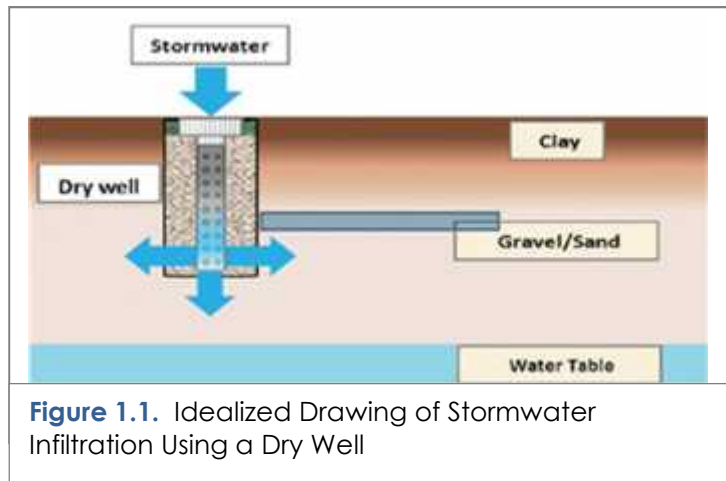 Stormwater
Clay
Dry well
Gravel/Sand
Water Table
Figure 1.1. Idealized Drawing of Stormwater
Infiltration Using a Dry Well